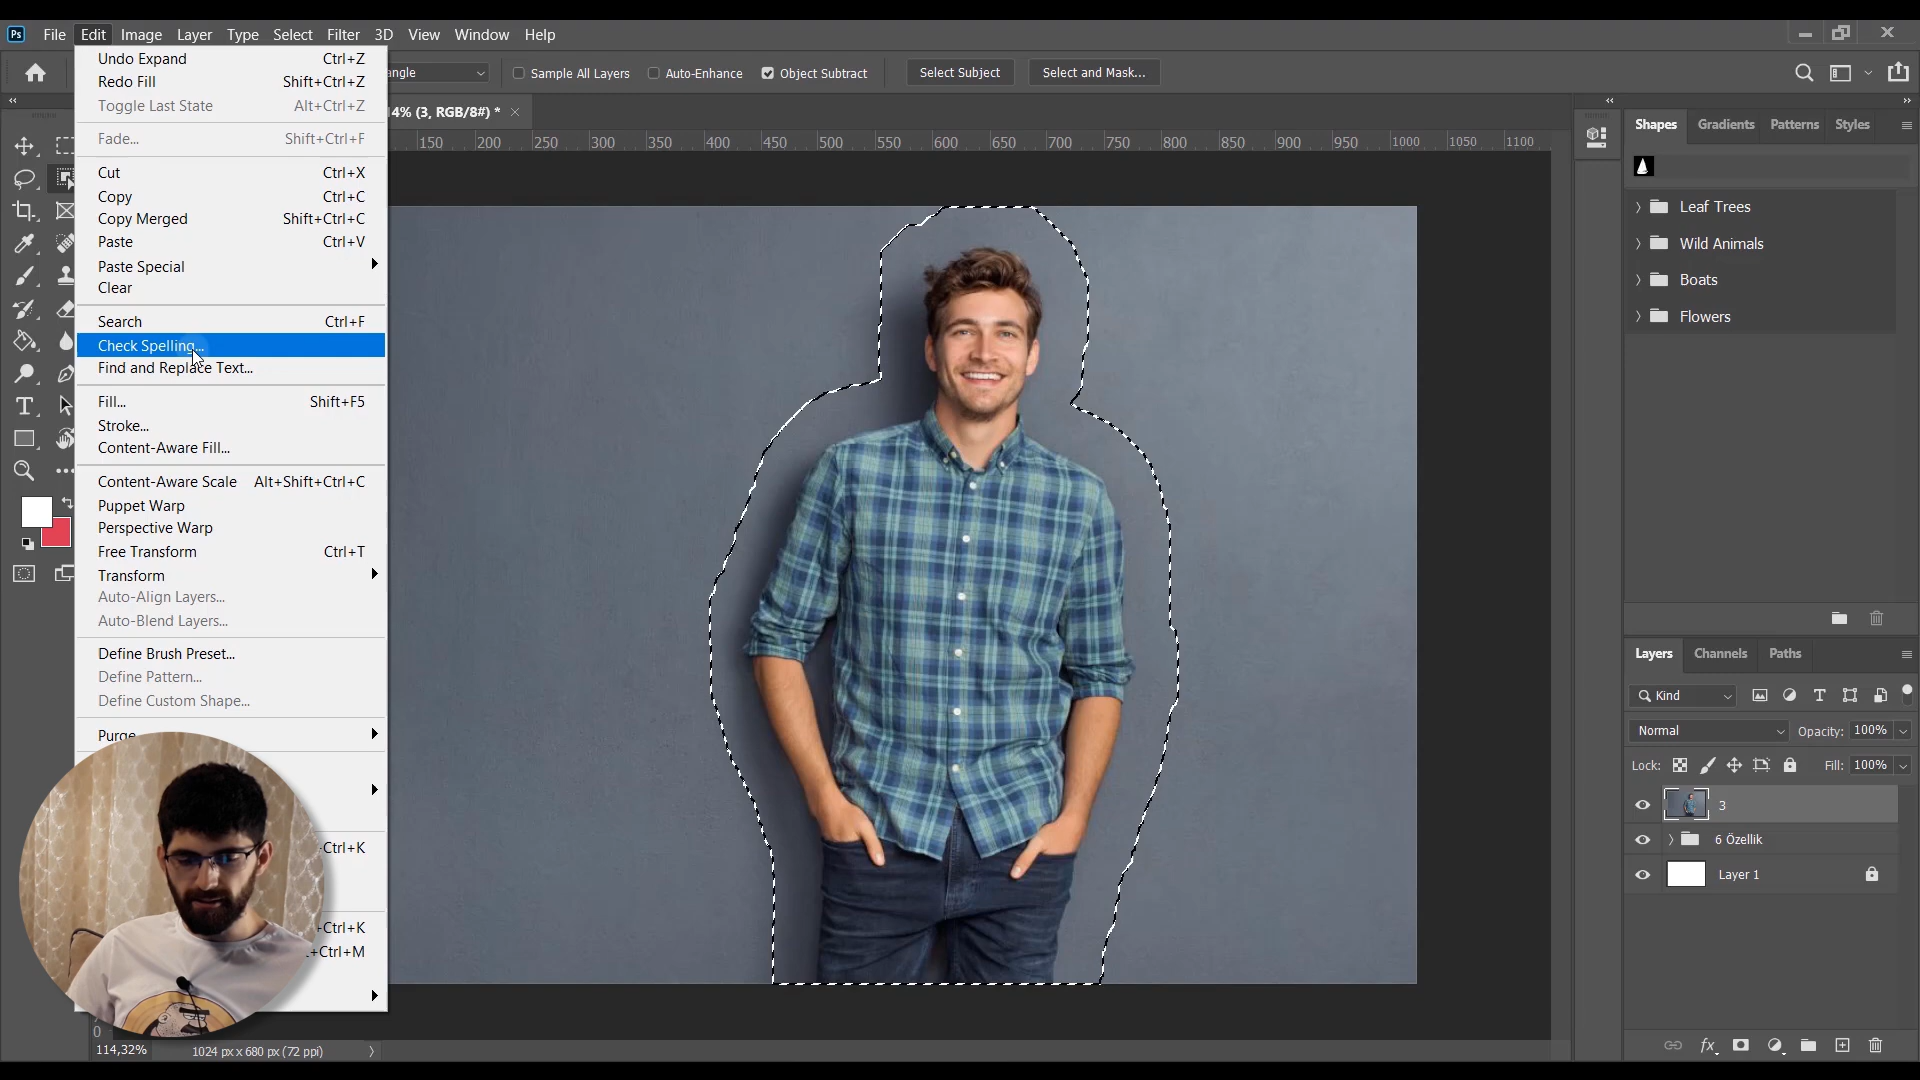 Ps File Edit Image Layer Type Select Filter 3D View Window Help
angle Sample All Layers Auto-Enhance Object Subtract Select Subject Select and Mask...
14% (3, RGB/8#) *
150 200 250 300 350 400 450 500 550 600 650 700 750 800 850 900 950 1000 1050 1100
Undo Expand Ctrl+Z
Redo Fill Shift+Ctrl+Z
Toggle Last State Alt+Ctrl+Z
Fade... Shift+Ctrl+F
Cut Ctrl+X
Copy Ctrl+C
Copy Merged Shift+Ctrl+C
Paste Ctrl+V
Paste Special
Clear
Search Ctrl+F
Check Spelling...
Find and Replace Text...
Fill... Shift+F5
Stroke...
Content-Aware Fill...
Content-Aware Scale Alt+Shift+Ctrl+C
Puppet Warp
Perspective Warp
Free Transform Ctrl+T
Transform
Auto-Align Layers...
Auto-Blend Layers...
Define Brush Preset...
Define Pattern...
Define Custom Shape...
Purge
+Ctrl+K
+Ctrl+K
+Ctrl+M
0
114,32% 1024 px x 680 px (72 ppi)
Shapes Gradients Patterns Styles
Leaf Trees
Wild Animals
Boats
Flowers
Layers Channels Paths
Kind
Normal Opacity: 100%
Lock: Fill: 100%
3
6 Özellik
Layer 1
fx